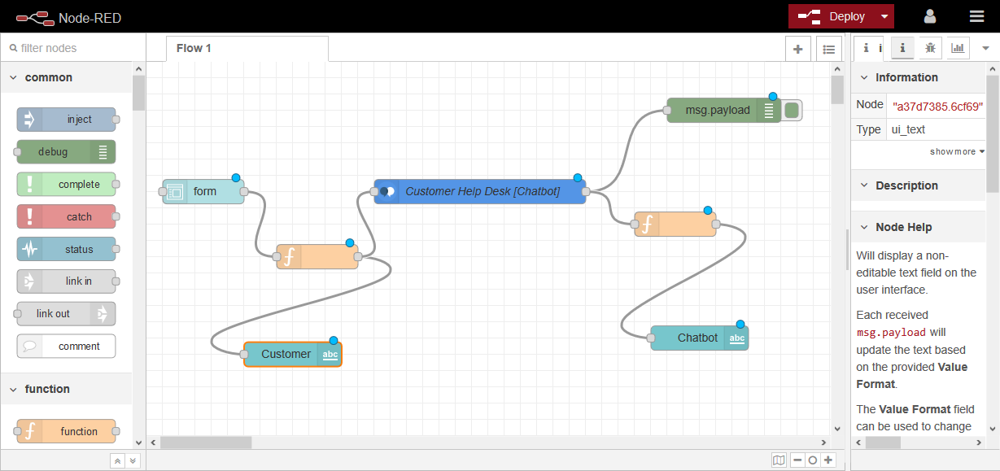 Node-RED
Deploy
filter nodes
Flow 1
i
common
inject
debug
complete
catch
status
link in
link out
comment
function
function
form
Customer Help Desk [Chatbot]
msg.payload
Customer
abc
Chatbot
abc
Information
Node "a37d7385.6cf69"
Type ui_text
show more
Description
Node Help
Will display a non-
editable text field on the
user interface.
Each received
msg.payload will
update the text based
on the provided Value
Format.
The Value Format field
can be used to change